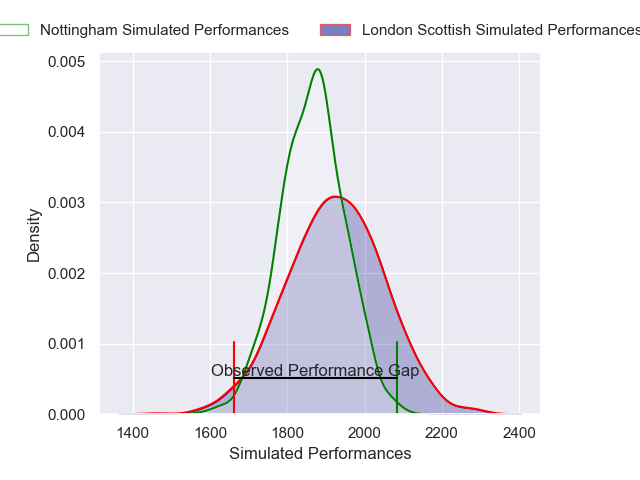 Nottingham Simulated Performances
London Scottish Simulated Performances
0.005
0.004
0.003
0.002
0.001
0.000
Density
Observed Performance Gap
1400 1600 1800 2000 2200 2400
Simulated Performances